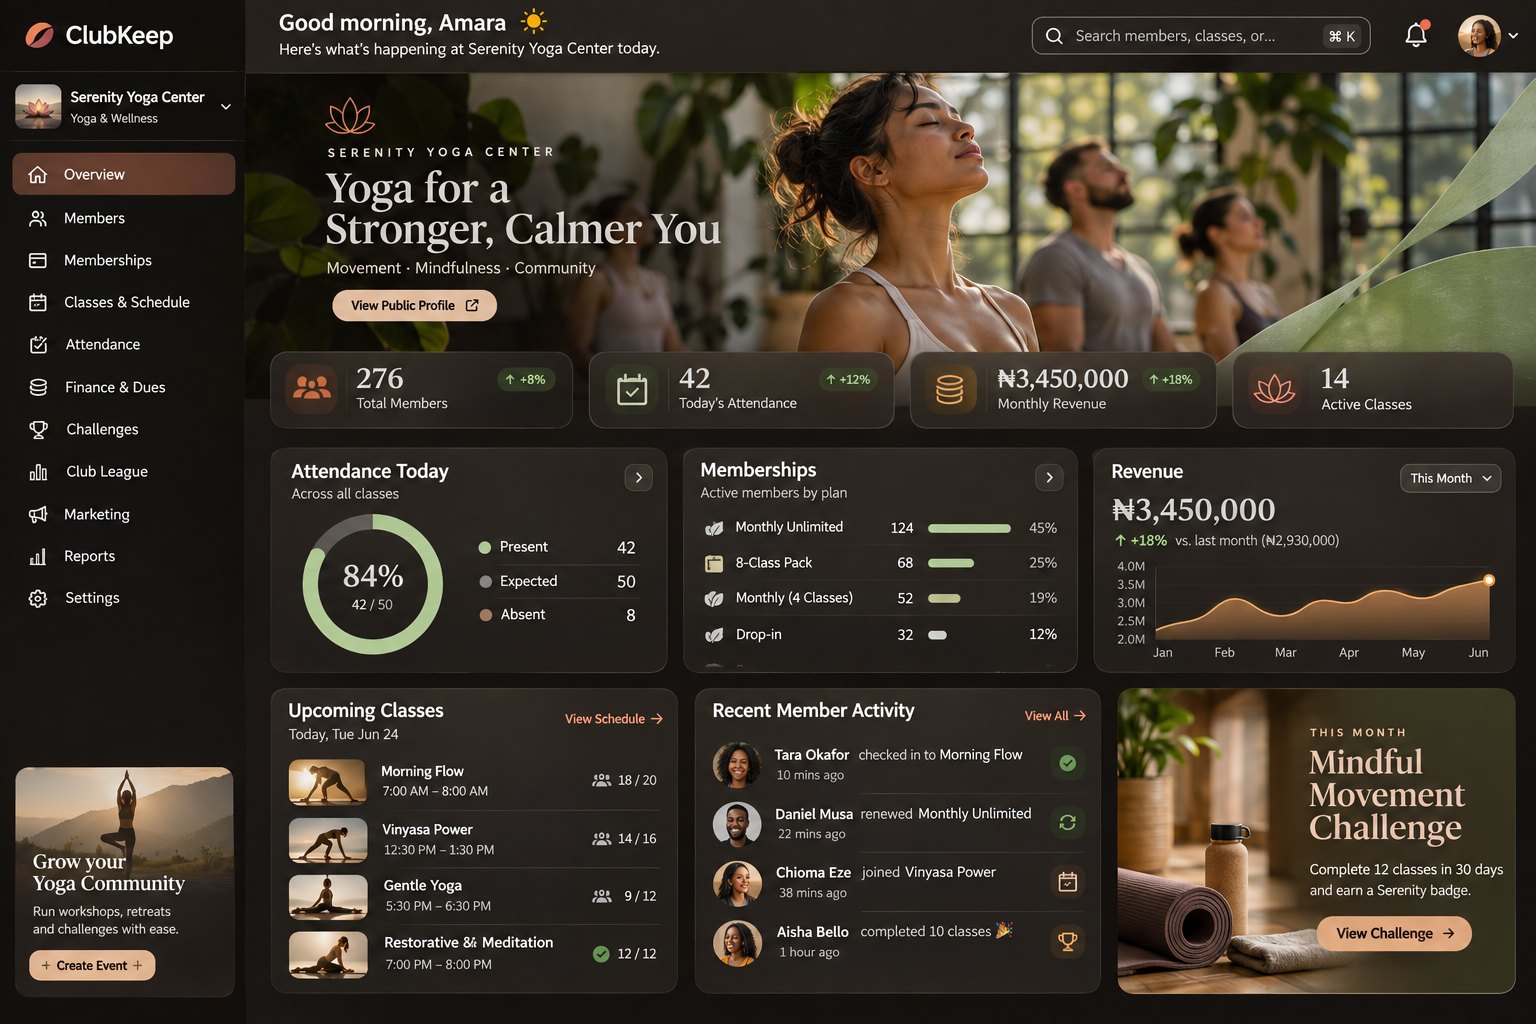 ClubKeep
Good morning, Amara ☀️
Here's what's happening at Serenity Yoga Center today.
Search members, classes, or...
⌘ K
Serenity Yoga Center
Yoga & Wellness
Overview
Members
Memberships
Classes & Schedule
Attendance
Finance & Dues
Challenges
Club League
Marketing
Reports
Settings
Grow your
Yoga Community
Run workshops, retreats
and challenges with ease.
+ Create Event +
SERENITY YOGA CENTER
Yoga for a
Stronger, Calmer You
Movement · Mindfulness · Community
View Public Profile
276
↑ +8%
Total Members
42
↑ +12%
Today's Attendance
₦3,450,000
↑ +18%
Monthly Revenue
14
Active Classes
Attendance Today
Across all classes
84%
42 / 50
Present 42
Expected 50
Absent 8
Memberships
Active members by plan
Monthly Unlimited 124 45%
8-Class Pack 68 25%
Monthly (4 Classes) 52 19%
Drop-in 32 12%
Revenue
This Month
₦3,450,000
↑ +18% vs. last month (₦2,930,000)
4.0M
3.5M
3.0M
2.5M
2.0M
Jan Feb Mar Apr May Jun
Upcoming Classes
View Schedule →
Today, Tue Jun 24
Morning Flow
7:00 AM – 8:00 AM
18 / 20
Vinyasa Power
12:30 PM – 1:30 PM
14 / 16
Gentle Yoga
5:30 PM – 6:30 PM
9 / 12
Restorative & Meditation
7:00 PM – 8:00 PM
12 / 12
Recent Member Activity
View All →
Tara Okafor checked in to Morning Flow
10 mins ago
Daniel Musa renewed Monthly Unlimited
22 mins ago
Chioma Eze joined Vinyasa Power
38 mins ago
Aisha Bello completed 10 classes 🎉
1 hour ago
THIS MONTH
Mindful
Movement
Challenge
Complete 12 classes in 30 days
and earn a Serenity badge.
View Challenge →